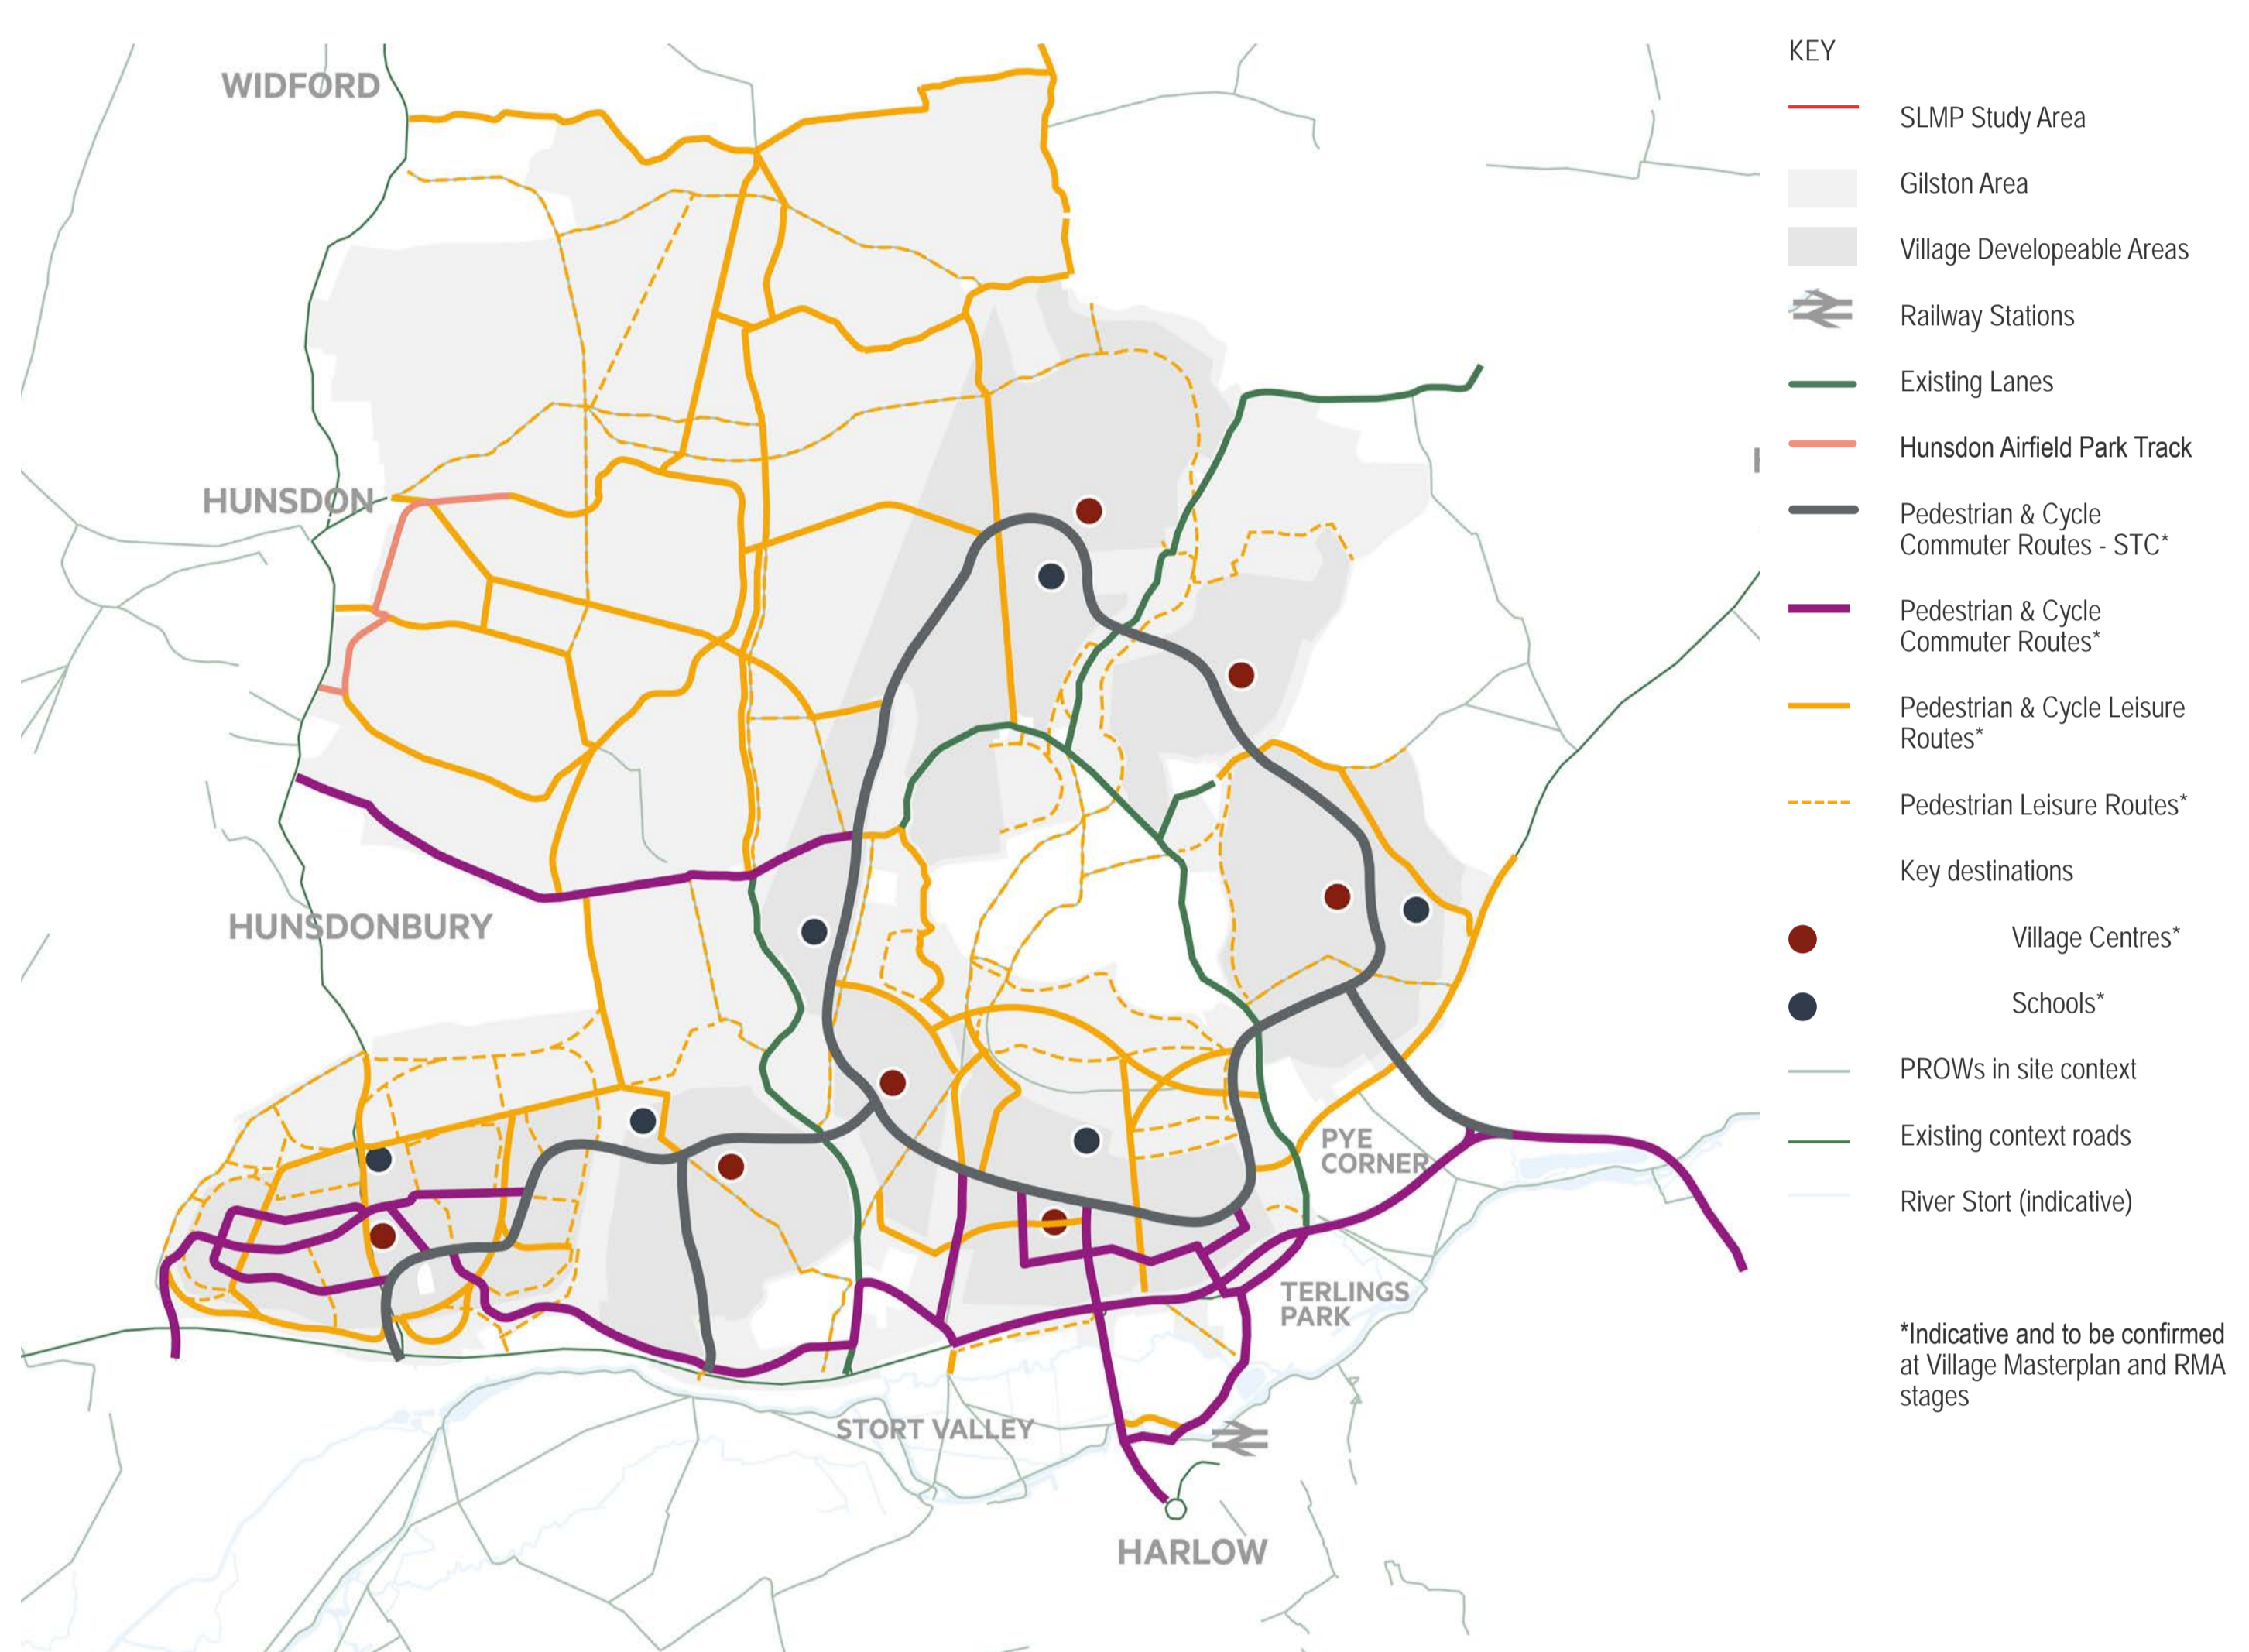 WIDFORD
HUNSDON
HUNSDONBURY
PYE
CORNER
TERLINGS
PARK
STORT VALLEY
HARLOW
KEY
SLMP Study Area
Gilston Area
Village Developeable Areas
Railway Stations
Existing Lanes
Hunsdon Airfield Park Track
Pedestrian & Cycle
Commuter Routes - STC*
Pedestrian & Cycle
Commuter Routes*
Pedestrian & Cycle Leisure
Routes*
Pedestrian Leisure Routes*
Key destinations
Village Centres*
Schools*
PROWs in site context
Existing context roads
River Stort (indicative)
*Indicative and to be confirmed
at Village Masterplan and RMA
stages